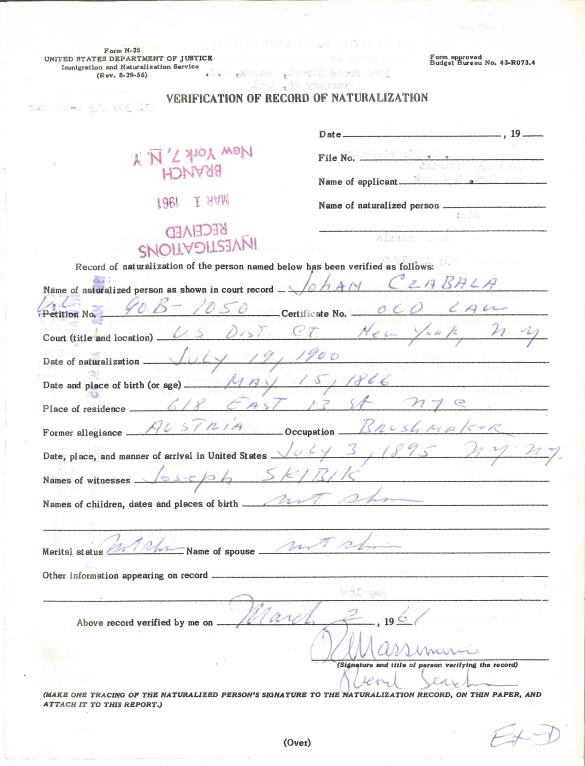 Form N-25
UNITED STATES DEPARTMENT OF JUSTICE
Immigration and Naturalization Service
(Rev. 8-29-56)
Form approved
Budget Bureau No. 43-R073.4
VERIFICATION OF RECORD OF NATURALIZATION
Date , 19
File No.
Name of applicant
Name of naturalized person
INVESTIGATIONS
RECEIVED
MAR 1 1961
BRANCH
New York, 7, N. Y.
Record of naturalization of the person named below has been verified as follows:
Name of naturalized person as shown in court record JOHAN CZABALA
Petition No. 90B-1050 Certificate No. OLD LAW
Court (title and location) U.S DIST. CT New York, N.Y
Date of naturalization JULY 19, 1900
Date and place of birth (or age) MAY 15, 1866
Place of residence 618 EAST 13 St NYC
Former allegiance AUSTRIA Occupation BRUSHMAKER
Date, place, and manner of arrival in United States JULY 3, 1895 NY. NY.
Names of witnesses Joseph SKIBIK
Names of children, dates and places of birth not shown
Marital status not shown Name of spouse not shown
Other information appearing on record
Above record verified by me on March 2, 1961
Massimini
(Signature and title of person verifying the record)
Record Searcher
(MAKE ONE TRACING OF THE NATURALIZED PERSON'S SIGNATURE TO THE NATURALIZATION RECORD, ON THIN PAPER, AND
ATTACH IT TO THIS REPORT.)
(Over)
Ex-D